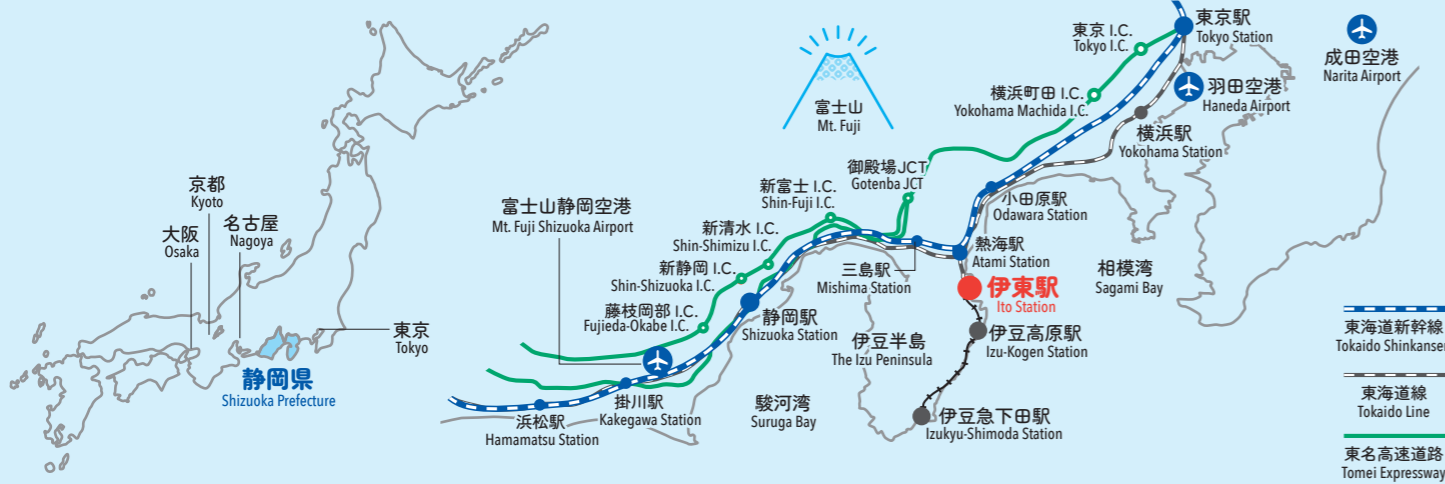 京都
Kyoto
大阪
Osaka
名古屋
Nagoya
東京
Tokyo
静岡県
Shizuoka Prefecture
富士山
Mt. Fuji
東京駅
Tokyo Station
東京 I.C.
Tokyo I.C.
成田空港
Narita Airport
羽田空港
Haneda Airport
横浜町田 I.C.
Yokohama Machida I.C.
横浜駅
Yokohama Station
御殿場JCT
Gotenba JCT
小田原駅
Odawara Station
新富士 I.C.
Shin-Fuji I.C.
富士山静岡空港
Mt. Fuji Shizuoka Airport
新清水 I.C.
Shin-Shimizu I.C.
新静岡 I.C.
Shin-Shizuoka I.C.
藤枝岡部 I.C.
Fujieda-Okabe I.C.
熱海駅
Atami Station
三島駅
Mishima Station
相模湾
Sagami Bay
伊東駅
Ito Station
静岡駅
Shizuoka Station
伊豆半島
The Izu Peninsula
伊豆高原駅
Izu-Kogen Station
駿河湾
Suruga Bay
伊豆急下田駅
Izukyu-Shimoda Station
掛川駅
Kakegawa Station
浜松駅
Hamamatsu Station
東海道新幹線
Tokaido Shinkansen
東海道線
Tokaido Line
東名高速道路
Tomei Expressway